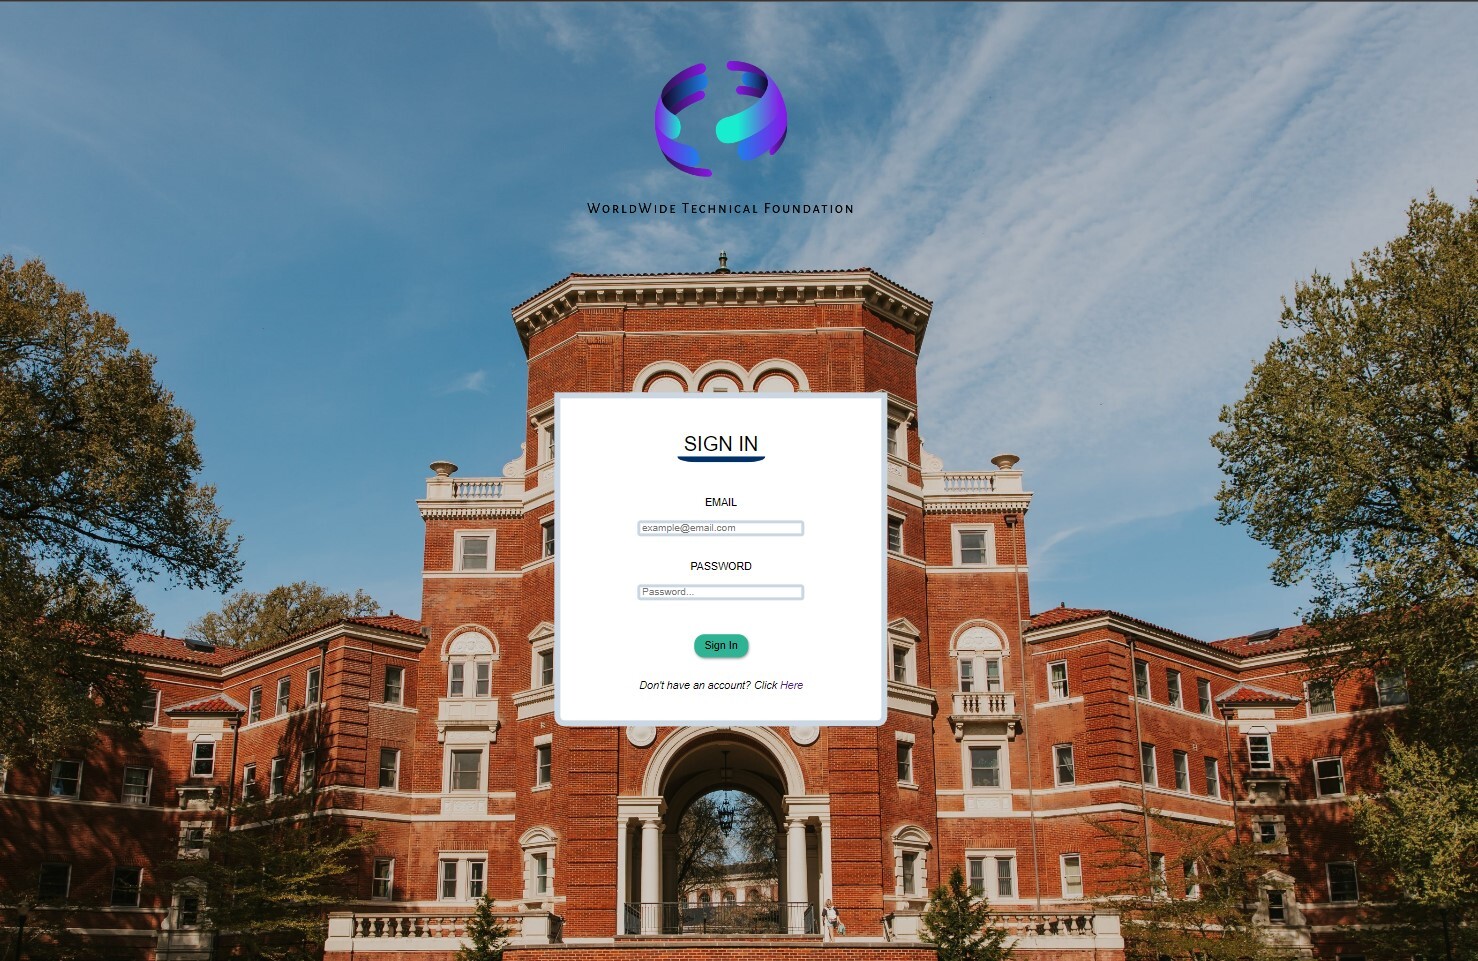 WorldWide Technical Foundation
SIGN IN
EMAIL
example@email.com
PASSWORD
Password...
Sign In
Don't have an account? Click Here